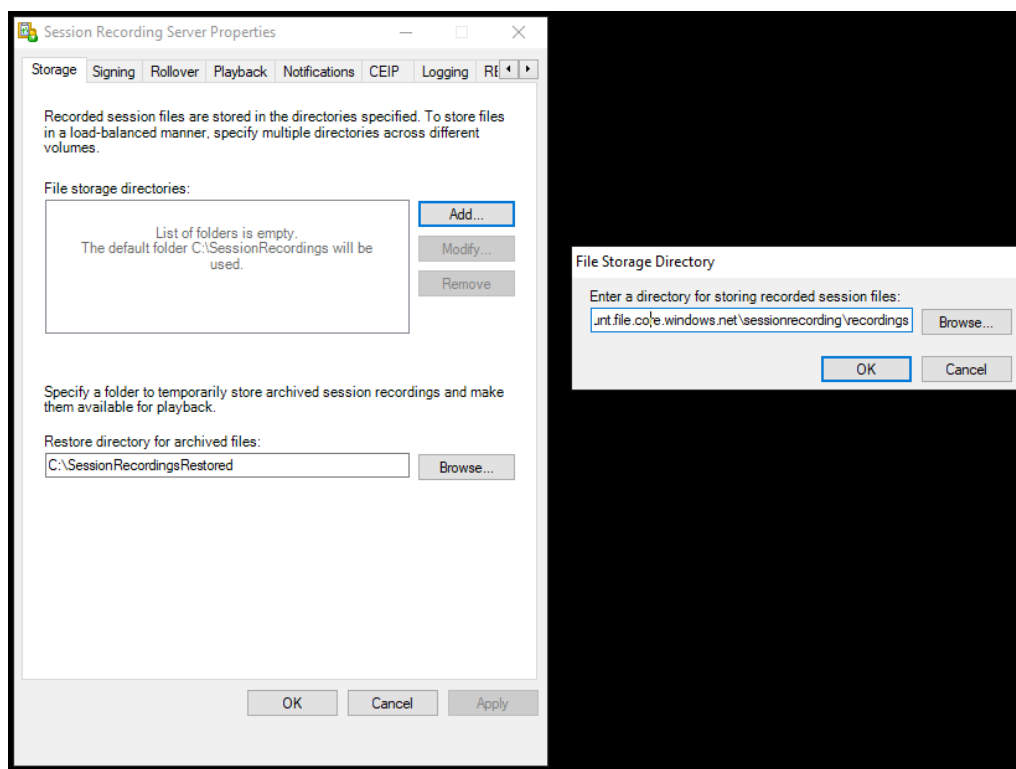 Session Recording Server Properties
Storage Signing Rollover Playback Notifications CEIP Logging
Recorded session files are stored in the directories specified. To store files
in a load-balanced manner, specify multiple directories across different
volumes.
File storage directories:
List of folders is empty.
The default folder C:\SessionRecordings will be
used.
Add...
Modify...
Remove
Specify a folder to temporarily store archived session recordings and make
them available for playback.
Restore directory for archived files:
C:\SessionRecordingsRestored
Browse...
OK Cancel Apply
File Storage Directory
Enter a directory for storing recorded session files:
unt.file.core.windows.net\sessionrecording\recordings
Browse...
OK Cancel